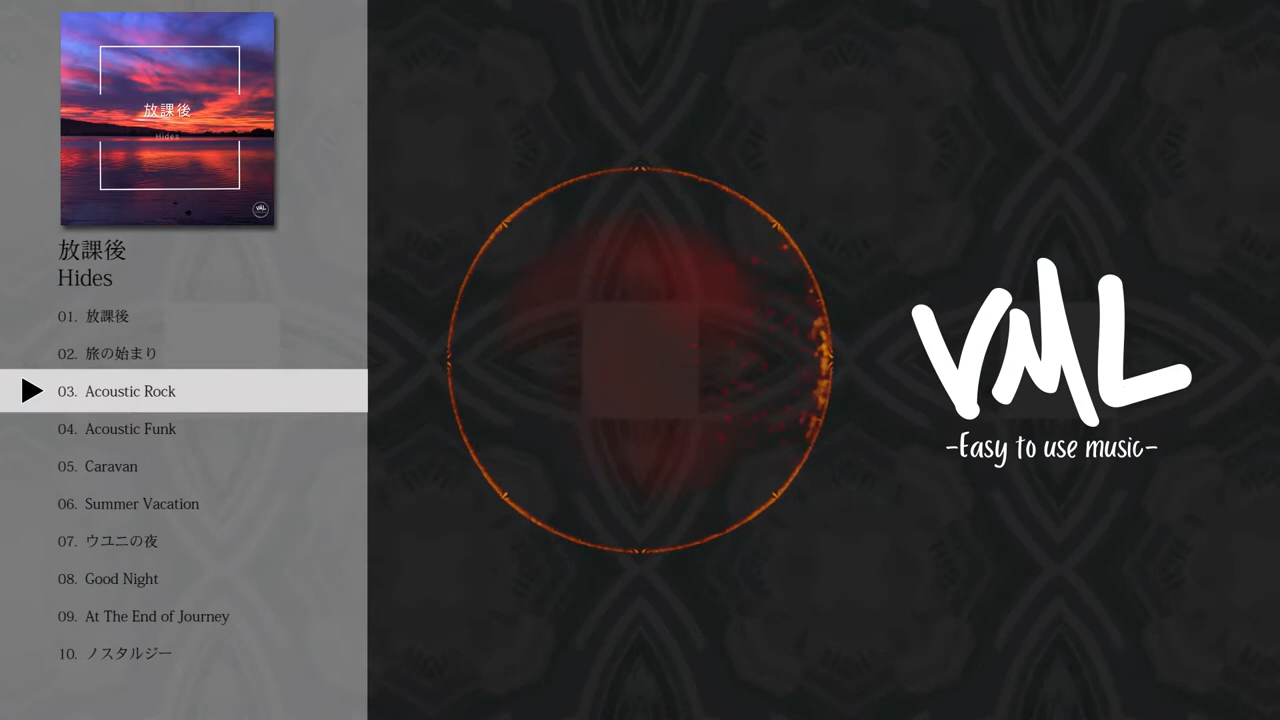 放課後
Hides
VML
放課後
Hides
01. 放課後
02. 旅の始まり
03. Acoustic Rock
04. Acoustic Funk
05. Caravan
06. Summer Vacation
07. ウユニの夜
08. Good Night
09. At The End of Journey
10. ノスタルジー
VML
-Easy to use music-